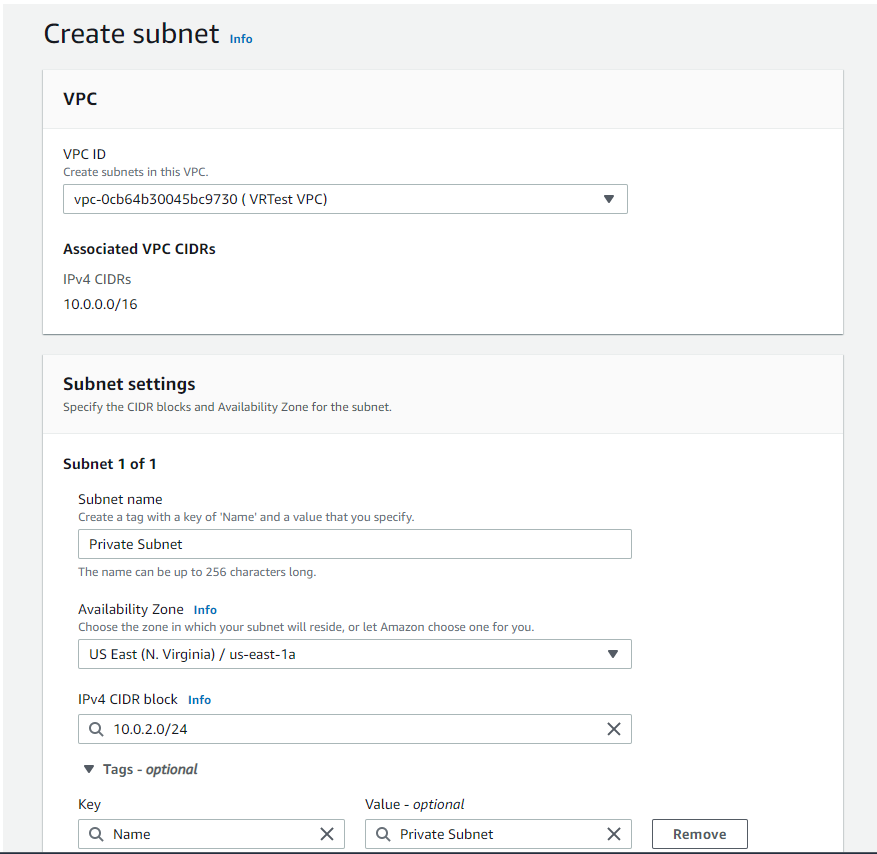 Create subnet Info
VPC
VPC ID
Create subnets in this VPC.
vpc-0cb64b30045bc9730 ( VRTest VPC)
Associated VPC CIDRs
IPv4 CIDRs
10.0.0.0/16
Subnet settings
Specify the CIDR blocks and Availability Zone for the subnet.
Subnet 1 of 1
Subnet name
Create a tag with a key of 'Name' and a value that you specify.
Private Subnet
The name can be up to 256 characters long.
Availability Zone Info
Choose the zone in which your subnet will reside, or let Amazon choose one for you.
US East (N. Virginia) / us-east-1a
IPv4 CIDR block Info
10.0.2.0/24
Tags - optional
Key Value - optional
Name Private Subnet Remove